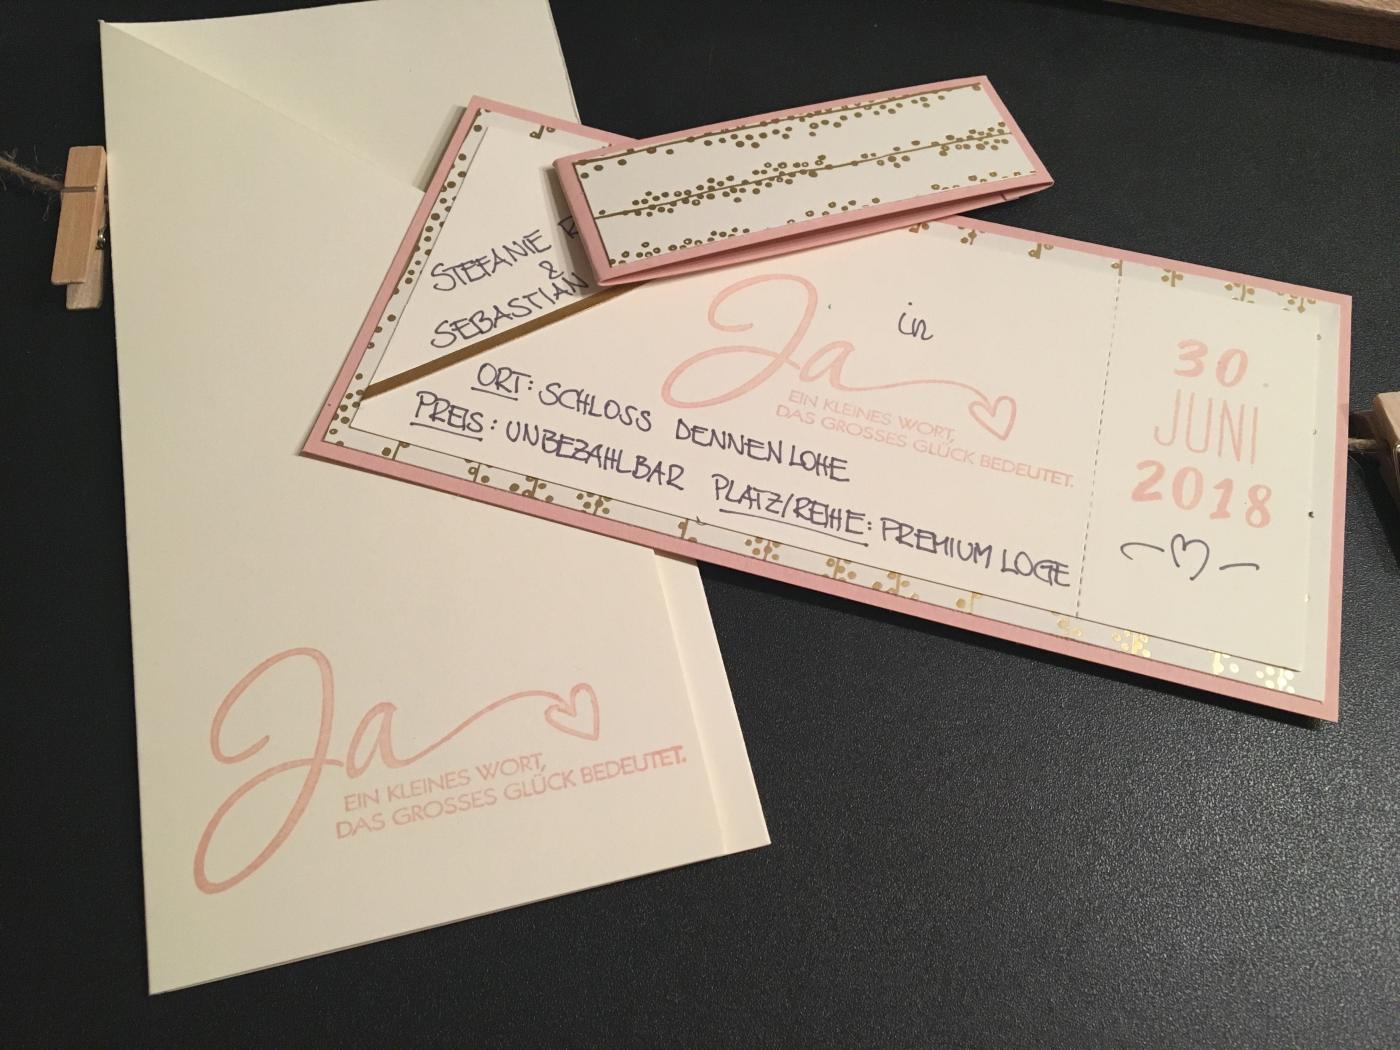 STEFANIE
&
SEBASTIAN
Ja in
EIN KLEINES WORT,
DAS GROSSES GLÜCK BEDEUTET.
ORT: SCHLOSS DENNENLOHE
PREIS: UNBEZAHLBAR PLATZ/REIHE: PREMIUM LOGE
30
JUNI
2018
Ja
EIN KLEINES WORT,
DAS GROSSES GLÜCK BEDEUTET.